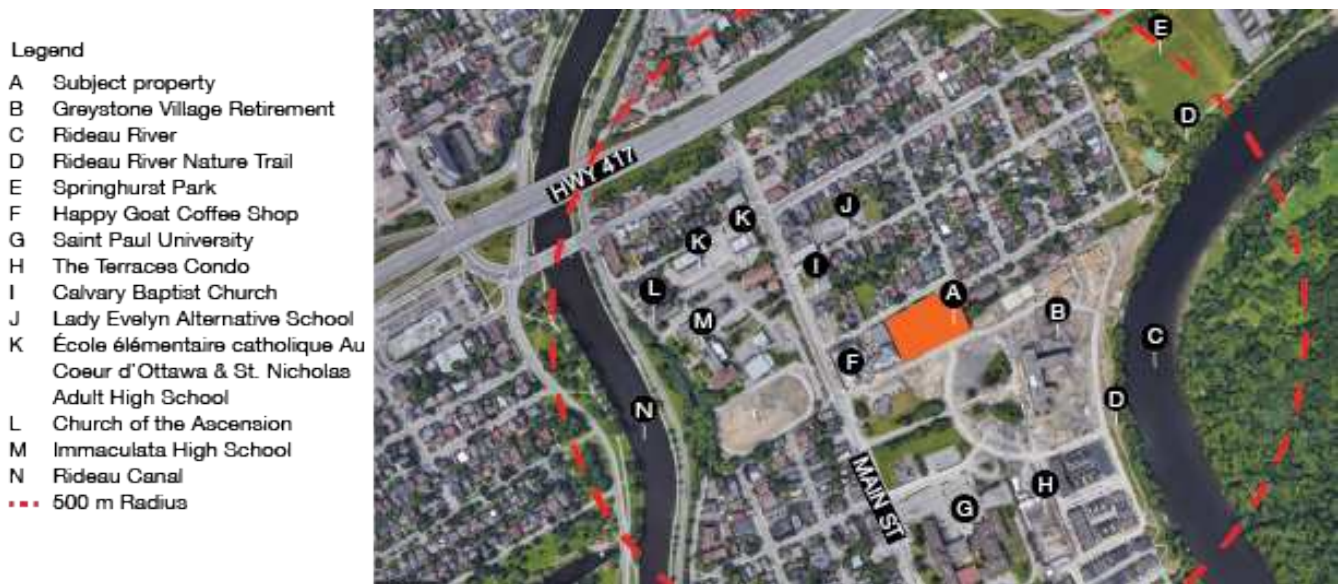 Legend
A Subject property
B Greystone Village Retirement
C Rideau River
D Rideau River Nature Trail
E Springhurst Park
F Happy Goat Coffee Shop
G Saint Paul University
H The Terraces Condo
I Calvary Baptist Church
J Lady Evelyn Alternative School
K École élémentaire catholique Au
Coeur d'Ottawa & St. Nicholas
Adult High School
L Church of the Ascension
M Immaculata High School
N Rideau Canal
500 m Radius
E
D
HWY 417
K
J
K
I
L
A
M
B
F
C
N
D
MAIN ST
H
G